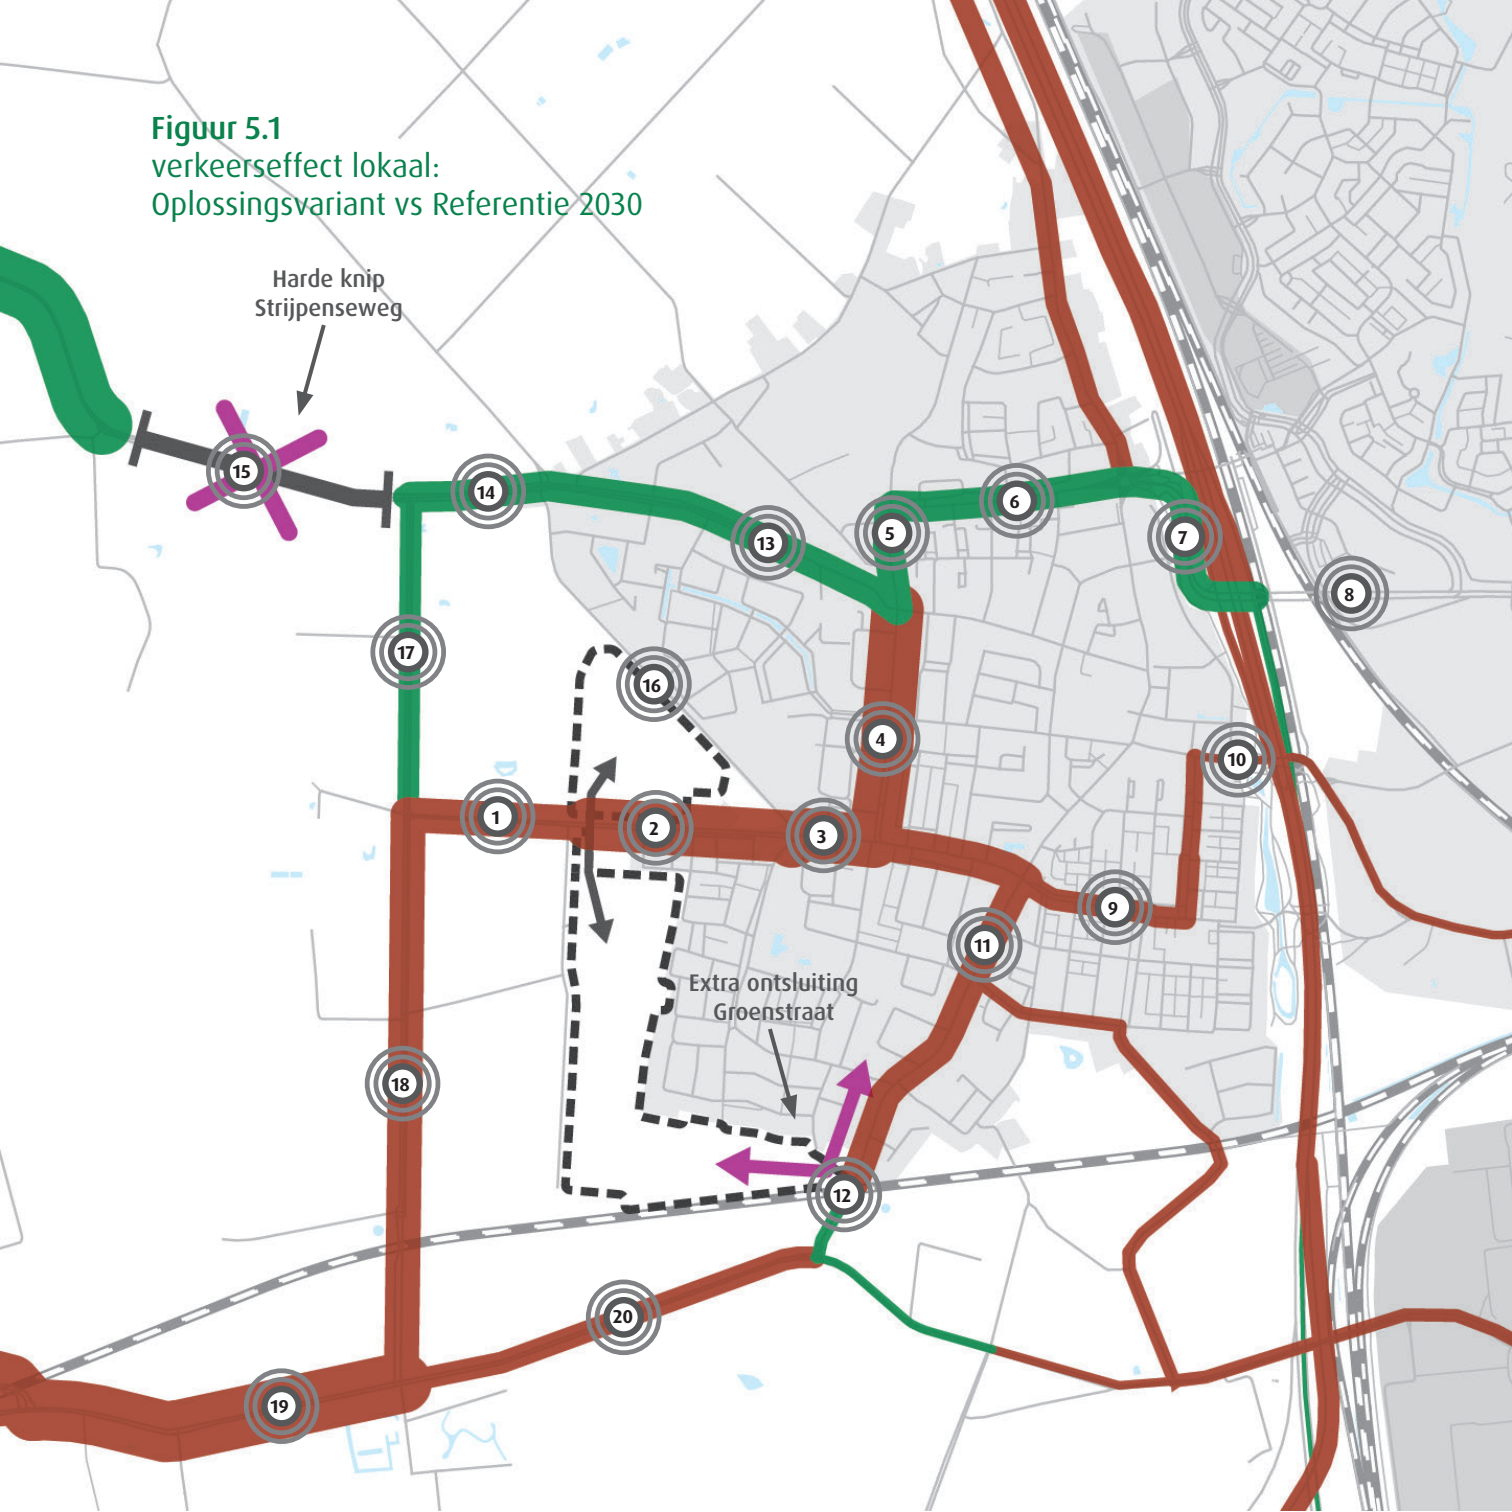 Figuur 5.1
verkeerseffect lokaal:
Oplossingsvariant vs Referentie 2030
Harde knip
Strijpenseweg
15
14
13
5
6
7
8
17
16
4
10
1
2
3
9
11
Extra ontsluiting
Groenstraat
18
12
20
19